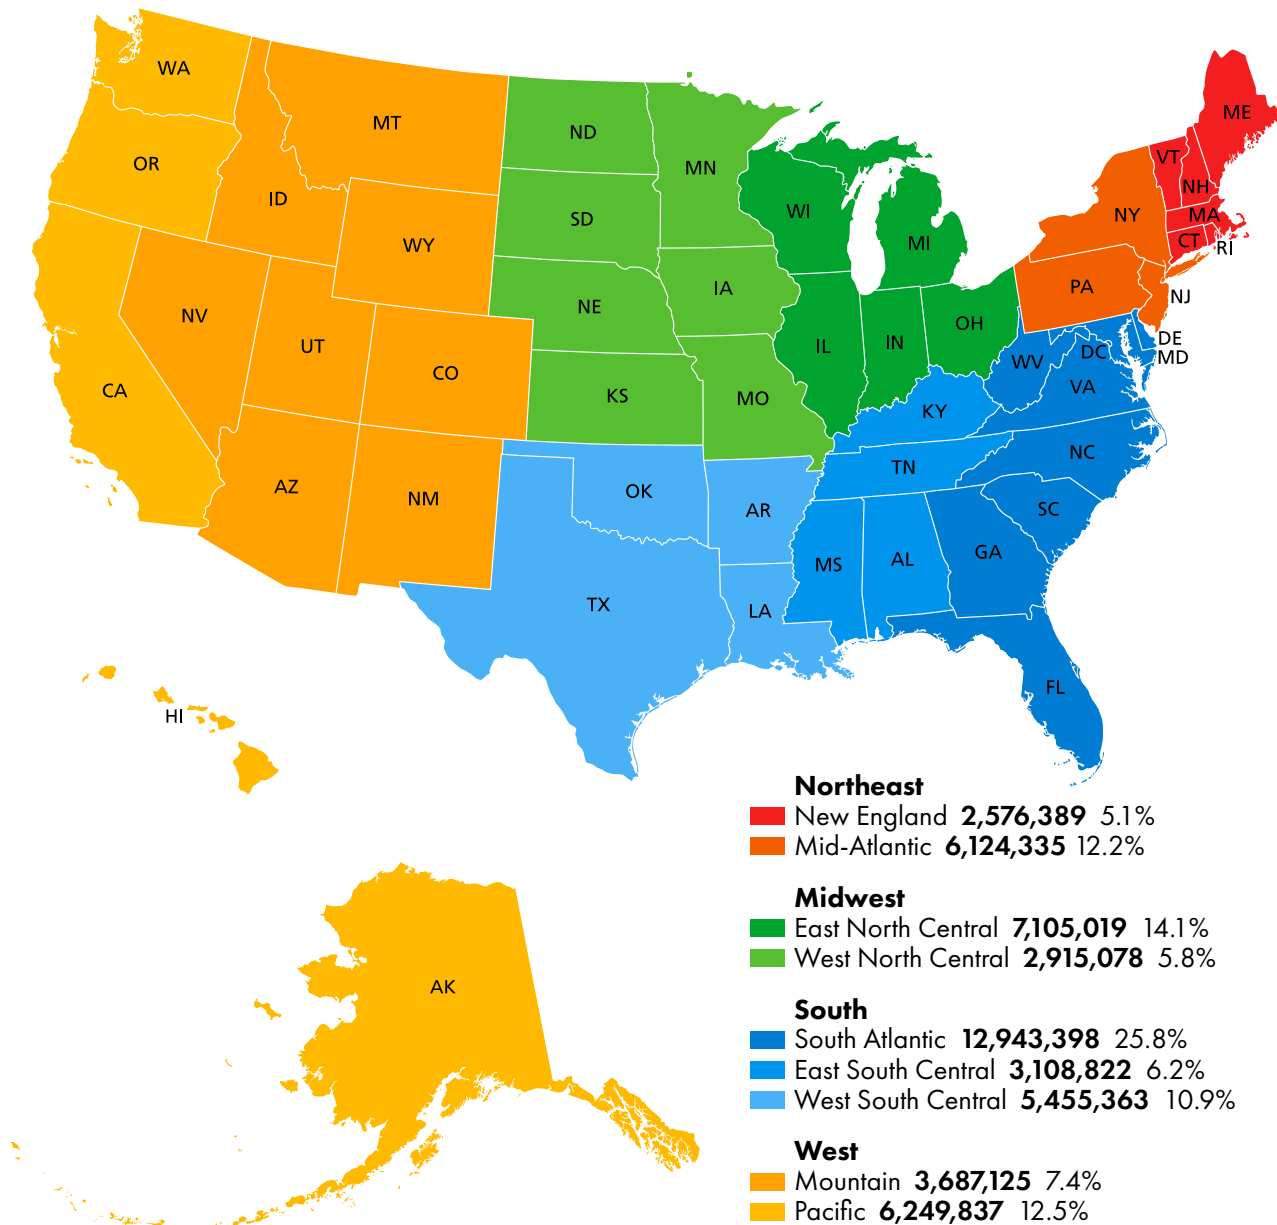 WA
OR
CA
ID
NV
MT
WY
UT
CO
AZ
NM
ND
SD
NE
KS
MN
IA
MO
WI
IL
MI
IN
OH
OK
TX
AR
LA
KY
TN
MS
AL
WV
DC
VA
NC
SC
GA
FL
ME
VT
NH
MA
CT
RI
NY
PA
NJ
DE
MD
HI
AK
Northeast
New England 2,576,389 5.1%
Mid-Atlantic 6,124,335 12.2%
Midwest
East North Central 7,105,019 14.1%
West North Central 2,915,078 5.8%
South
South Atlantic 12,943,398 25.8%
East South Central 3,108,822 6.2%
West South Central 5,455,363 10.9%
West
Mountain 3,687,125 7.4%
Pacific 6,249,837 12.5%